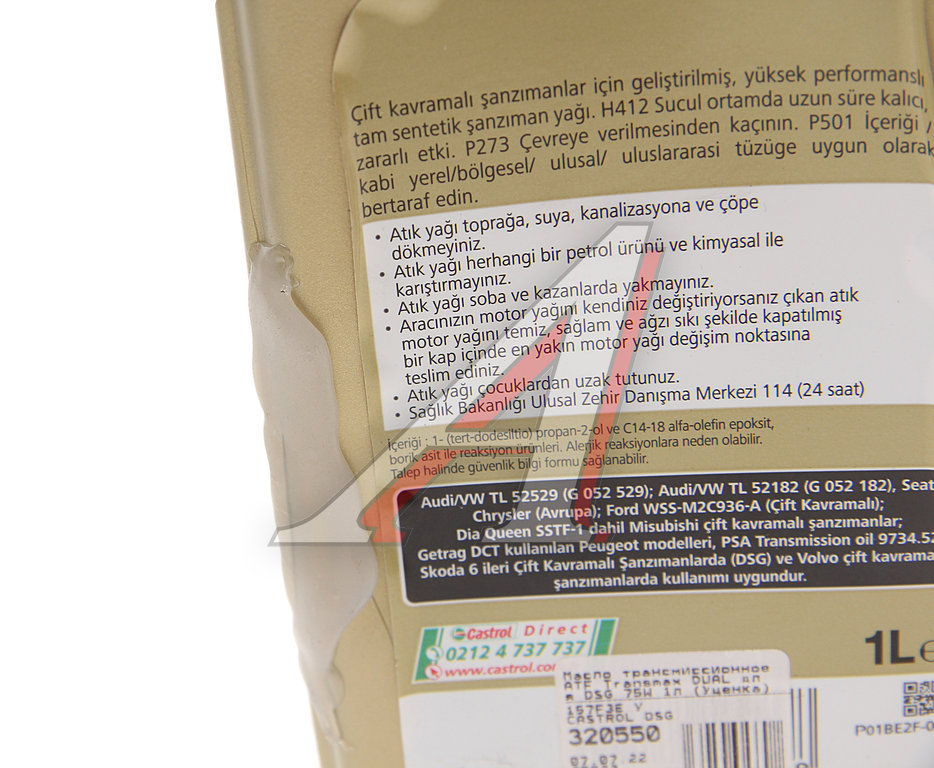 Çift kavramalı şanzımanlar için geliştirilmiş, yüksek performanslı
tam sentetik şanzıman yağı. H412 Sucul ortamda uzun süre kalıcı,
zararlı etki. P273 Çevreye verilmesinden kaçının. P501 İçeriği /
kabi yerel/bölgesel/ ulusal/ uluslararasi tüzüge uygun olarak
bertaraf edin.
• Atık yağı toprağa, suya, kanalizasyona ve çöpe
dökmeyiniz.
• Atık yağı herhangi bir petrol ürünü ve kimyasal ile
karıştırmayınız.
• Atık yağı soba ve kazanlarda yakmayınız.
• Aracınızın motor yağını kendiniz değiştiriyorsanız çıkan atık
motor yağını temiz, sağlam ve ağzı sıkı şekilde kapatılmış
bir kap içinde en yakın motor yağı değişim noktasına
teslim ediniz.
• Atık yağı çocuklardan uzak tutunuz.
• Sağlık Bakanlığı Ulusal Zehir Danışma Merkezi 114 (24 saat)
İçeriği : 1- (tert-dodesiltio) propan-2-ol ve C14-18 alfa-olefin epoksit,
borik asit ile reaksiyon ürünleri. Alerjik reaksiyonlara neden olabilir.
Talep halinde güvenlik bilgi formu sağlanabilir.
Audi/VW TL 52529 (G 052 529); Audi/VW TL 52182 (G 052 182), Seat
Chrysler (Avrupa); Ford WSS-M2C936-A (Çift Kavramalı);
Dia Queen SSTF-1 dahil Misubishi çift kavramalı şanzımanlar;
Getrag DCT kullanılan Peugeot modelleri, PSA Transmission oil 9734.52
Skoda 6 ileri Çift Kavramalı Şanzımanlarda (DSG) ve Volvo çift kavrama
şanzımanlarda kullanımı uygundur.
Castrol Direct
0212 4 737 737
www.castrol.com
1L e
Масло трансмиссионное
ATF Transmax DUAL кп
в DSG 75W 1л (Уценка)
157F3E Y
CASTROL DSG
320550
07.07.22
P01BE2F-0